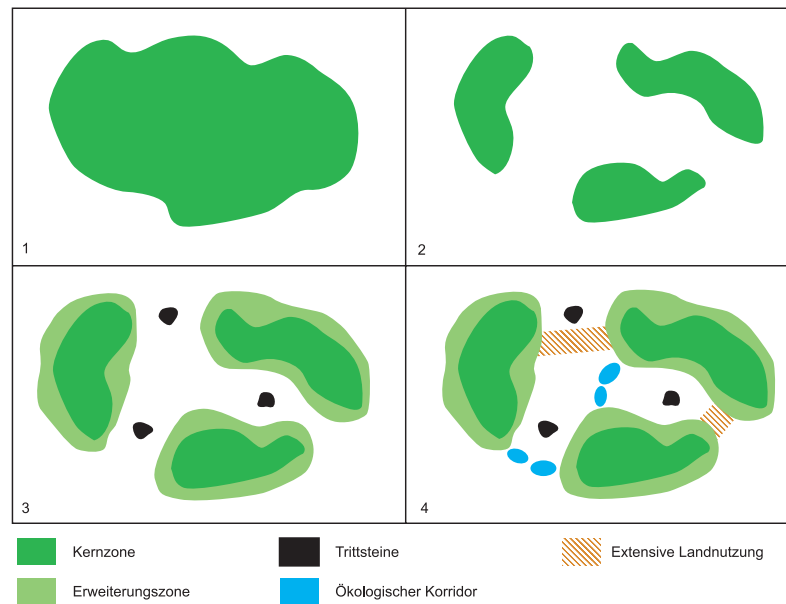 1
2
3
4
Kernzone
Trittsteine
Extensive Landnutzung
Erweiterungszone
Ökologischer Korridor